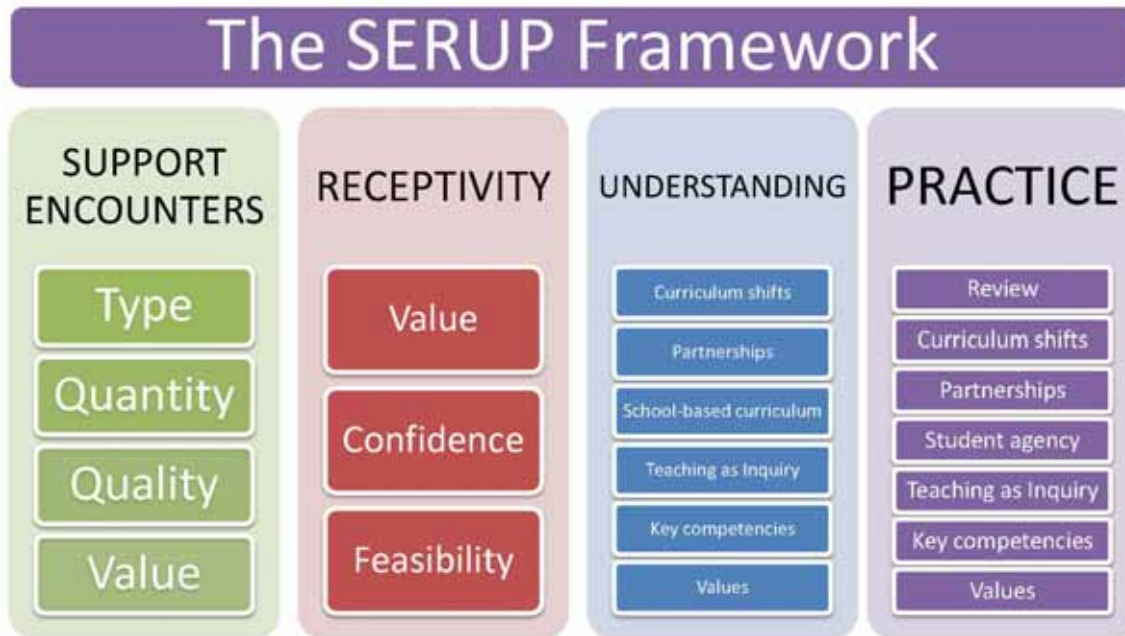 The SERUP Framework
SUPPORT
ENCOUNTERS
Type
Quantity
Quality
Value
RECEPTIVITY
Value
Confidence
Feasibility
UNDERSTANDING
Curriculum shifts
Partnerships
School-based curriculum
Teaching as Inquiry
Key competencies
Values
PRACTICE
Review
Curriculum shifts
Partnerships
Student agency
Teaching as Inquiry
Key competencies
Values